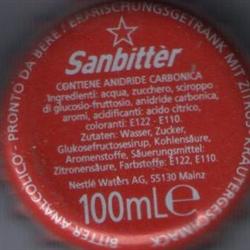 BITTER ANALCOLICO - PRONTO DA BERE / ERFRISCHUNGSGETRÄNK MIT ZUCKER KRÄUTERGESCHMACK
Sanbittèr
CONTIENE ANIDRIDE CARBONICA
Ingredienti: acqua, zucchero, sciroppo
di glucosio-fruttosio, anidride carbonica,
aromi, acidificanti: acido citrico,
coloranti: E122 - E110.
Zutaten: Wasser, Zucker,
Glukosefructosesirup, Kohlensäure,
Aromenstoffe, Säuerungsmittel:
Zitronensäure, Farbstoffe: E122, E110.
Nestlé Waters AG, 55130 Mainz
100mL℮